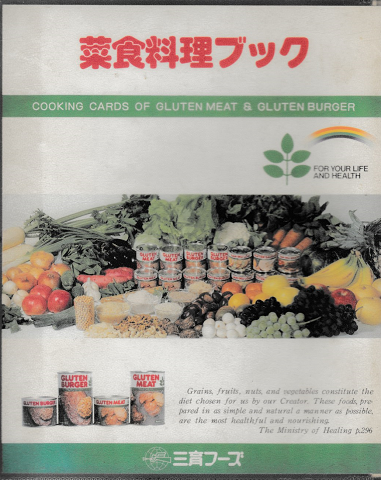 菜食料理ブック
COOKING CARDS OF GLUTEN MEAT & GLUTEN BURGER
FOR YOUR LIFE
AND HEALTH
GLUTEN BURGER
GLUTEN MEAT
GLUTEN MEAT
Grains, fruits, nuts, and vegetables constitute the
diet chosen for us by our Creator. These foods, pre-
pared in as simple and natural a manner as possible,
are the most healthful and nourishing.
The Ministry of Healing p.296
三育フーズ